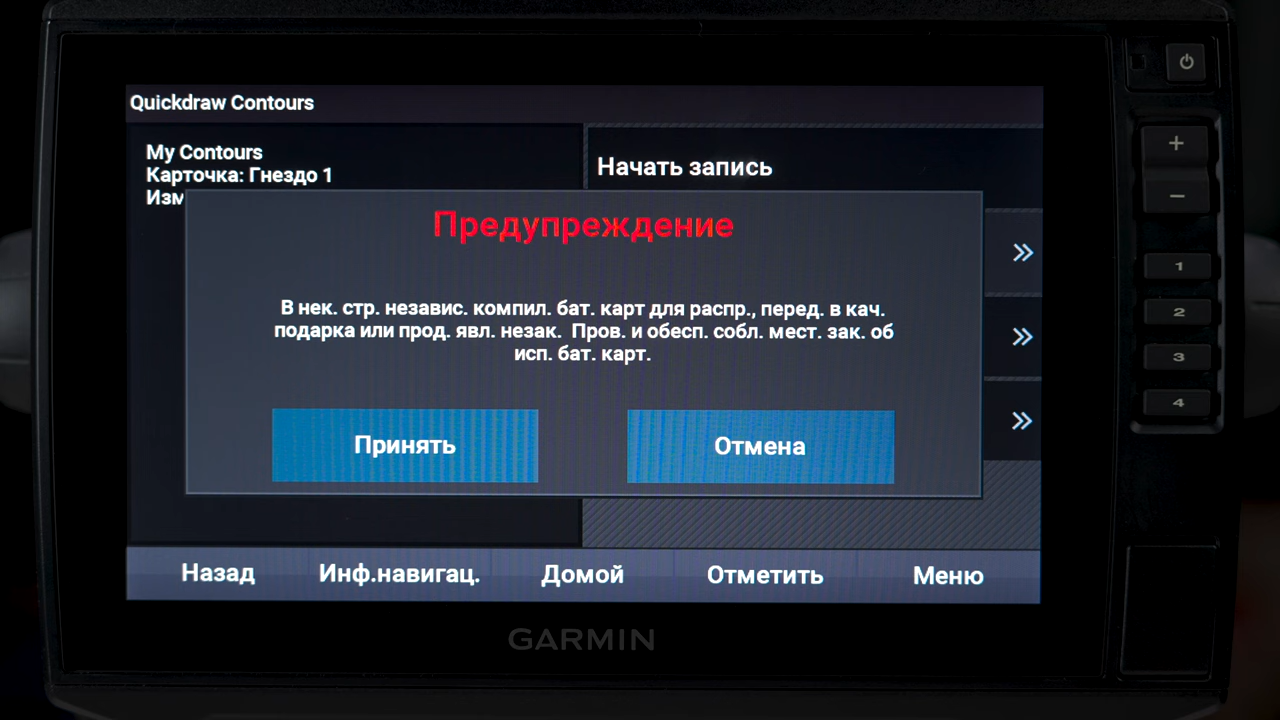 Quickdraw Contours
My Contours
Карточка: Гнездо 1
Изм
Начать запись
Предупреждение
В нек. стр. независ. компил. бат. карт для распр., перед. в кач.
подарка или прод. явл. незак. Пров. и обесп. собл. мест. зак. об
исп. бат. карт.
Принять
Отмена
Назад
Инф.навигац.
Домой
Отметить
Меню
GARMIN
+
−
1
2
3
4